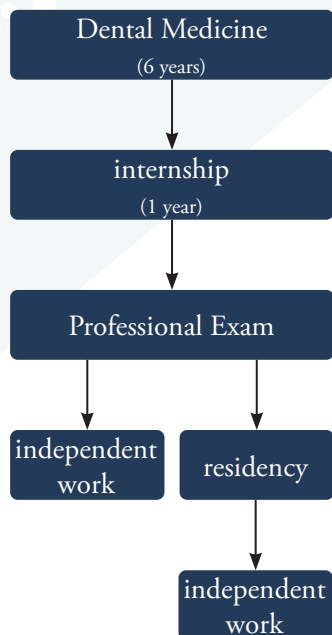 Dental Medicine
(6 years)
internship
(1 year)
Professional Exam
independent
work
residency
independent
work